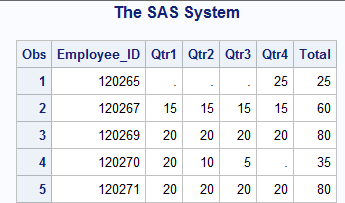 The SAS System
Obs Employee_ID Qtr1 Qtr2 Qtr3 Qtr4 Total
1 120265 . . . 25 25
2 120267 15 15 15 15 60
3 120269 20 20 20 20 80
4 120270 20 10 5 . 35
5 120271 20 20 20 20 80